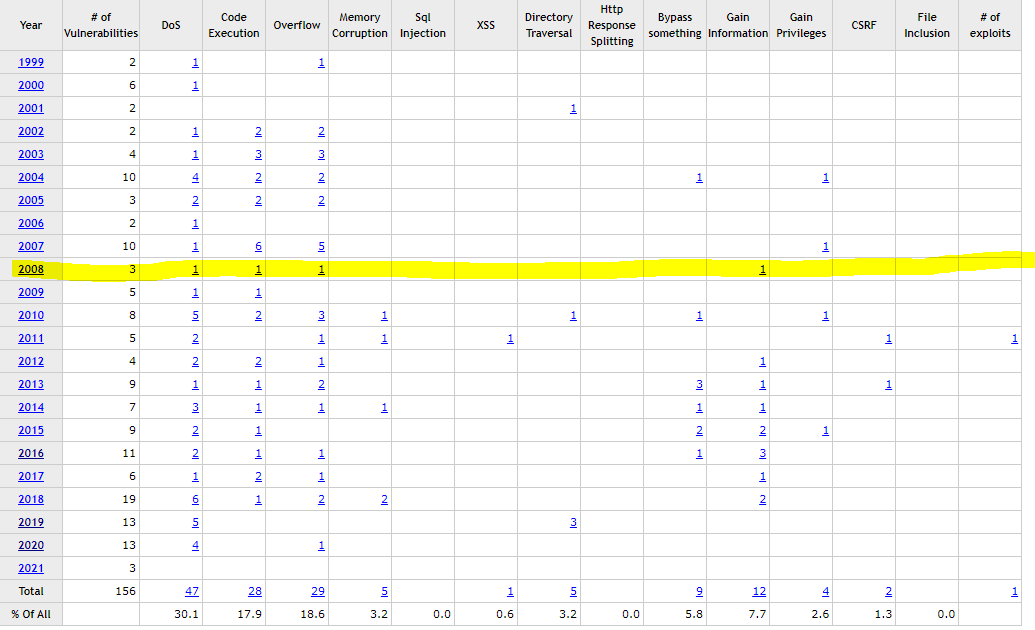 Year # of Vulnerabilities DoS Code Execution Overflow Memory Corruption Sql Injection XSS Directory Traversal Http Response Splitting Bypass something Gain Information Gain Privileges CSRF File Inclusion # of exploits
1999 2 1 1
2000 6 1
2001 2 1
2002 2 1 2 2
2003 4 1 3 3
2004 10 4 2 2 1 1
2005 3 2 2 2
2006 2 1
2007 10 1 6 5 1
2008 3 1 1 1 1
2009 5 1 1
2010 8 5 2 3 1 1 1 1
2011 5 2 1 1 1 1 1
2012 4 2 2 1 1
2013 9 1 1 2 3 1 1
2014 7 3 1 1 1 1 1
2015 9 2 1 2 2 1
2016 11 2 1 1 1 3
2017 6 1 2 1 1
2018 19 6 1 2 2 2
2019 13 5 3
2020 13 4 1
2021 3
Total 156 47 28 29 5 1 5 9 12 4 2 1
% Of All 30.1 17.9 18.6 3.2 0.0 0.6 3.2 0.0 5.8 7.7 2.6 1.3 0.0